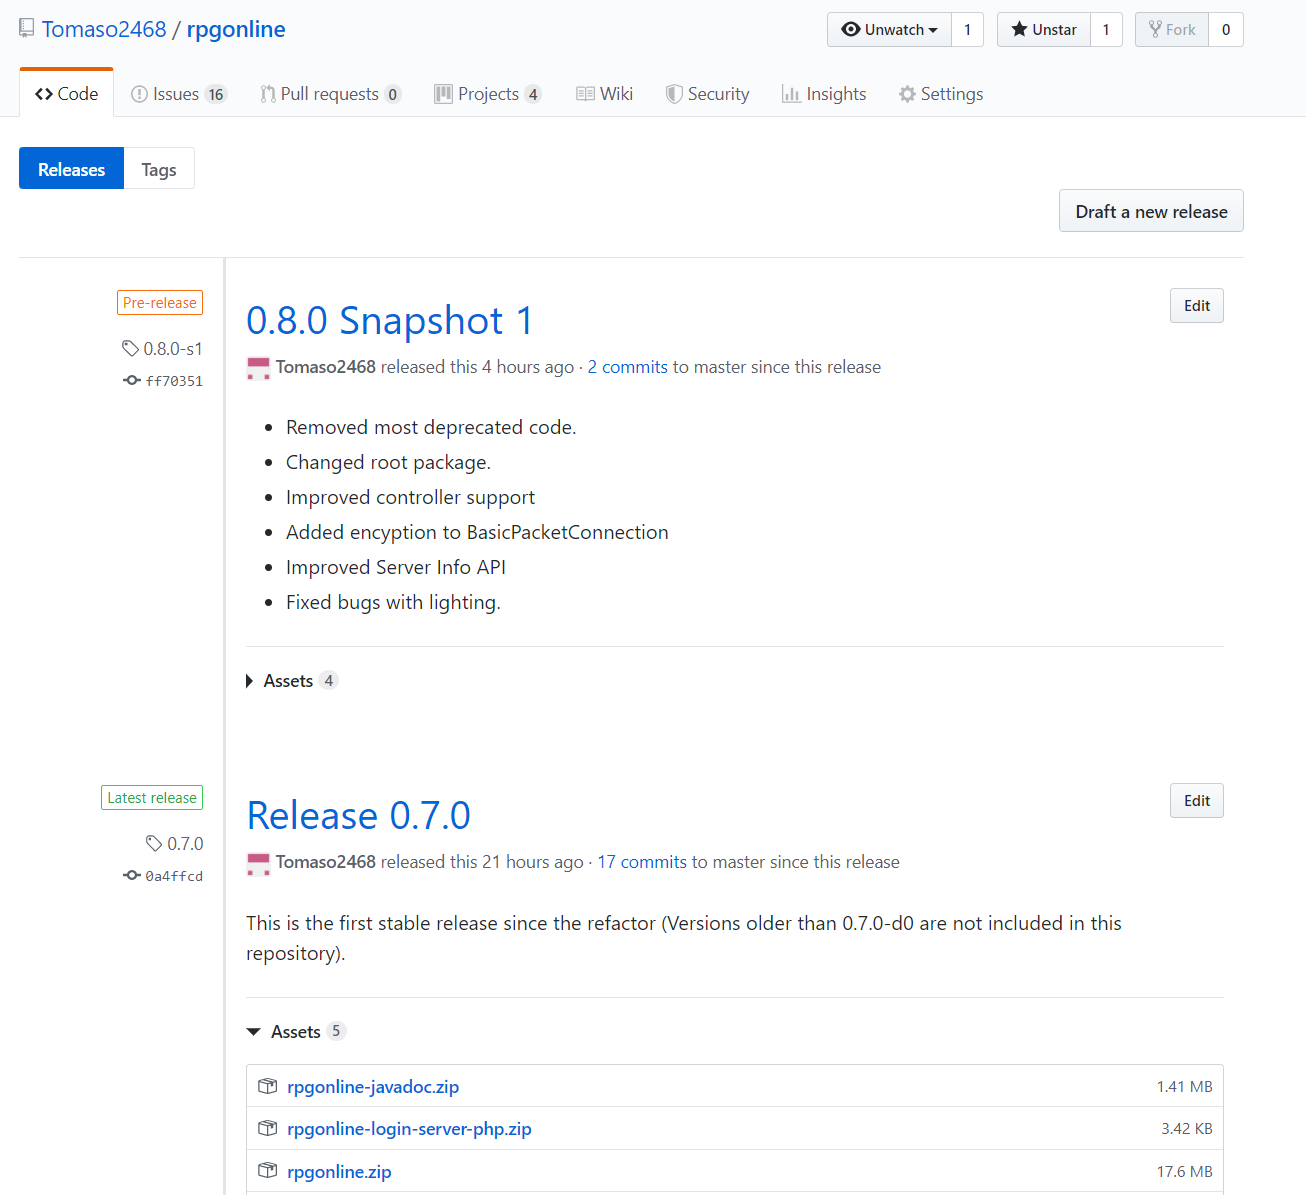 Tomaso2468 / rpgonline
Unwatch 1 Unstar 1 Fork 0
Code Issues 16 Pull requests 0 Projects 4 Wiki Security Insights Settings
Releases Tags
Draft a new release
Pre-release
0.8.0-s1
ff70351
0.8.0 Snapshot 1
Edit
Tomaso2468 released this 4 hours ago · 2 commits to master since this release
• Removed most deprecated code.
• Changed root package.
• Improved controller support
• Added encyption to BasicPacketConnection
• Improved Server Info API
• Fixed bugs with lighting.
Assets 4
Latest release
0.7.0
0a4ffcd
Release 0.7.0
Edit
Tomaso2468 released this 21 hours ago · 17 commits to master since this release
This is the first stable release since the refactor (Versions older than 0.7.0-d0 are not included in this
repository).
Assets 5
rpgonline-javadoc.zip 1.41 MB
rpgonline-login-server-php.zip 3.42 KB
rpgonline.zip 17.6 MB